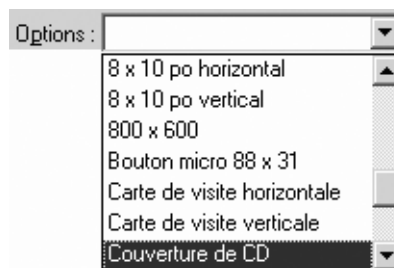 Options :
8 x 10 po horizontal
8 x 10 po vertical
800 x 600
Bouton micro 88 x 31
Carte de visite horizontale
Carte de visite verticale
Couverture de CD